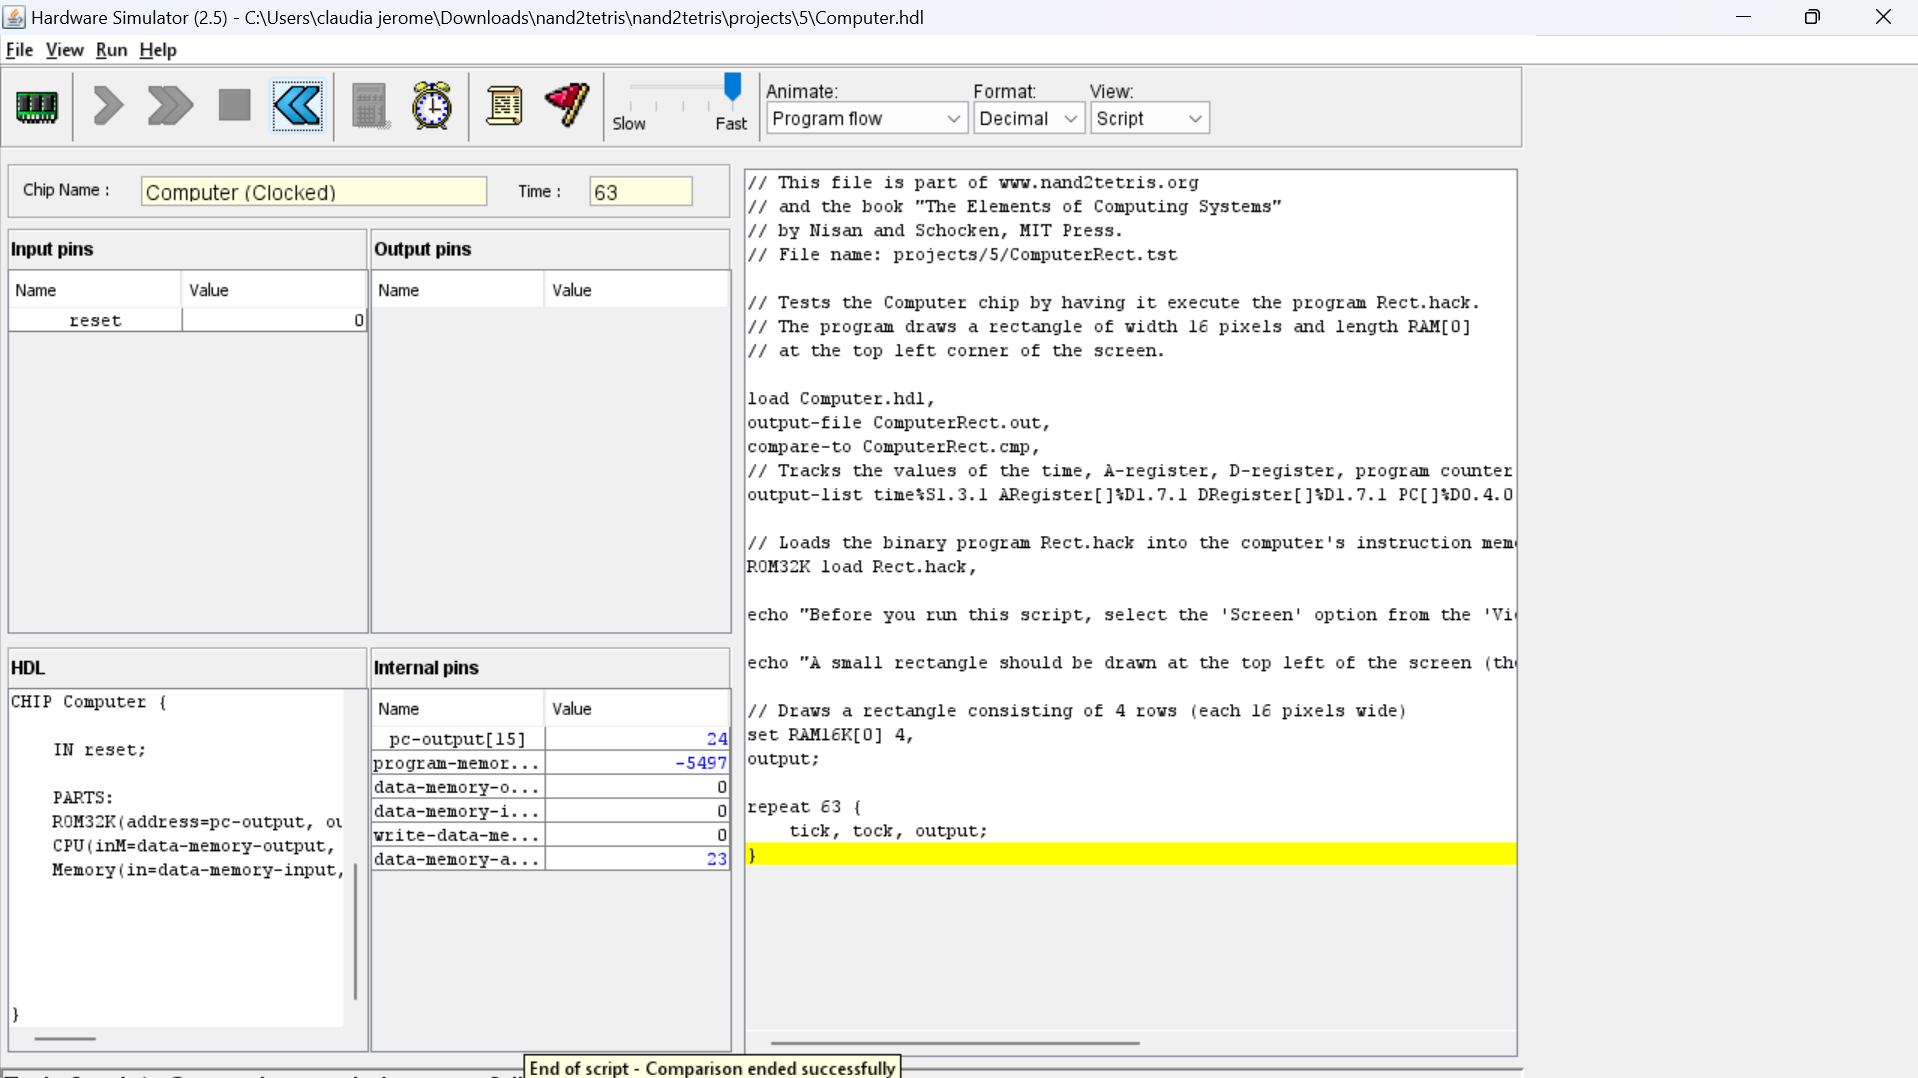 Hardware Simulator (2.5) - C:\Users\claudia jerome\Downloads\nand2tetris\nand2tetris\projects\5\Computer.hdl
File View Run Help
Slow Fast
Animate: Format: View:
Program flow Decimal Script
Chip Name : Computer (Clocked) Time : 63
Input pins
Name Value
reset 0
Output pins
Name Value
HDL
CHIP Computer {
IN reset;
PARTS:
ROM32K(address=pc-output, ou
CPU(inM=data-memory-output,
Memory(in=data-memory-input,
}
Internal pins
Name Value
pc-output[15] 24
program-memor... -5497
data-memory-o... 0
data-memory-i... 0
write-data-me... 0
data-memory-a... 23
// This file is part of www.nand2tetris.org
// and the book "The Elements of Computing Systems"
// by Nisan and Schocken, MIT Press.
// File name: projects/5/ComputerRect.tst
// Tests the Computer chip by having it execute the program Rect.hack.
// The program draws a rectangle of width 16 pixels and length RAM[0]
// at the top left corner of the screen.
load Computer.hdl,
output-file ComputerRect.out,
compare-to ComputerRect.cmp,
// Tracks the values of the time, A-register, D-register, program counter
output-list time%S1.3.1 ARegister[]%D1.7.1 DRegister[]%D1.7.1 PC[]%D0.4.0
// Loads the binary program Rect.hack into the computer's instruction mem
ROM32K load Rect.hack,
echo "Before you run this script, select the 'Screen' option from the 'Vi
echo "A small rectangle should be drawn at the top left of the screen (th
// Draws a rectangle consisting of 4 rows (each 16 pixels wide)
set RAM16K[0] 4,
output;
repeat 63 {
tick, tock, output;
}
End of script - Comparison ended successfully